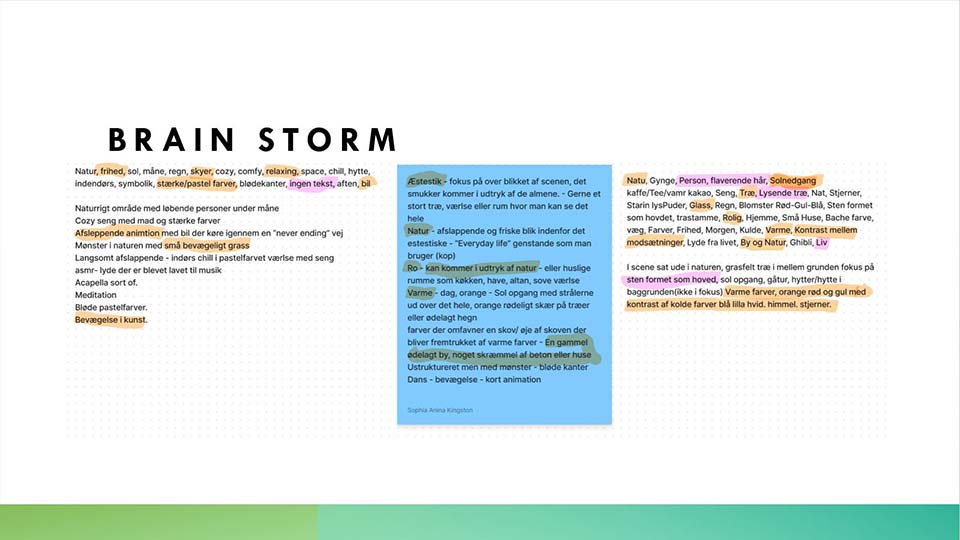 BRAIN STORM
Natur, frihed, sol, måne, regn, skyer, cozy, comfy, relaxing, space, chill, hytte,
indendørs, symbolik, stærke/pastel farver, blødekanter, ingen tekst, aften, bil
Naturrigt område med løbende personer under måne
Cozy seng med mad og stærke farver
Afsleppende animtion med bil der køre igennem en "never ending" vej
Mønster i naturen med små bevægeligt grass
Langsomt afslappende - indørs chill i pastelfarvet værlse med seng
asmr- lyde der er blevet lavet til musik
Acapella sort of.
Meditation
Bløde pastelfarver.
Bevægelse i kunst.
Æstestik - fokus på over blikket af scenen, det
smukker kommer i udtryk af de almene. - Gerne et
stort træ, værlse eller rum hvor man kan se det
hele
Natur - afslappende og friske blik indenfor det
estestiske - "Everyday life" genstande som man
bruger (kop)
Ro - kan kommer i udtryk af natur - eller huslige
rumme som køkken, have, altan, sove værlse
Varme - dag, orange - Sol opgang med strålerne
ud over det hele, orange rødeligt skær på træer
eller ødelagt hegn
farver der omfavner en skov/ øje af skoven der
bliver fremtrukket af varme farver - En gammel
ødelagt by, noget skræmmel af beton eller huse
Ustruktureret men med mønster - bløde kanter
Dans - bevægelse - kort animation
Sophia Anina Kingston
Natu, Gynge, Person, flaverende hår, Solnedgang
kaffe/Tee/vamr kakao, Seng, Træ, Lysende træ, Nat, Stjerner,
Starin lysPuder, Glass, Regn, Blomster Rød-Gul-Blå, Sten formet
som hovdet, trastamme, Rolig, Hjemme, Små Huse, Bache farve,
væg, Farver, Frihed, Morgen, Kulde, Varme, Kontrast mellem
modsætninger, Lyde fra livet, By og Natur, Ghibli, Liv
I scene sat ude i naturen, grasfelt træ i mellem grunden fokus på
sten formet som hoved, sol opgang, gåtur, hytter/hytte i
baggrunden(ikke i fokus) Varme farver, orange rød og gul med
kontrast af kolde farver blå lilla hvid. himmel. stjerner.